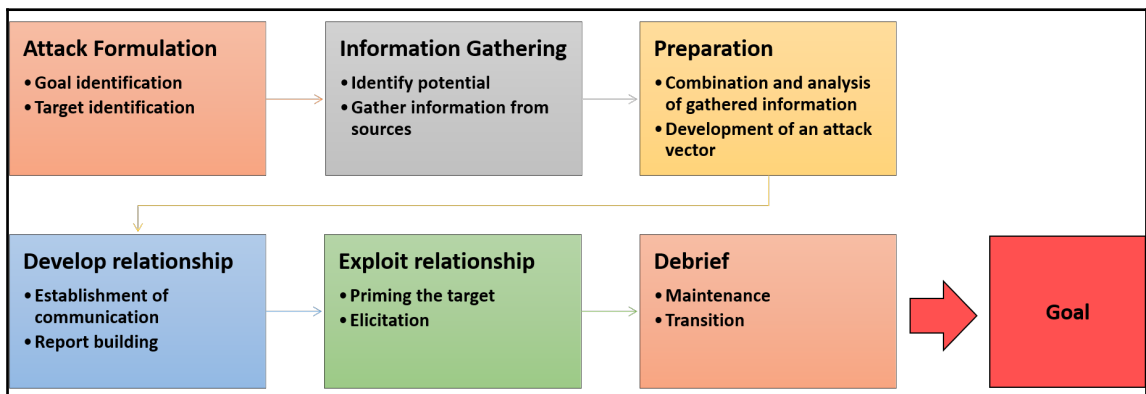 Attack Formulation
• Goal identification
• Target identification
Information Gathering
• Identify potential
• Gather information from
sources
Preparation
• Combination and analysis
of gathered information
• Development of an attack
vector
Develop relationship
• Establishment of
communication
• Report building
Exploit relationship
• Priming the target
• Elicitation
Debrief
• Maintenance
• Transition
Goal